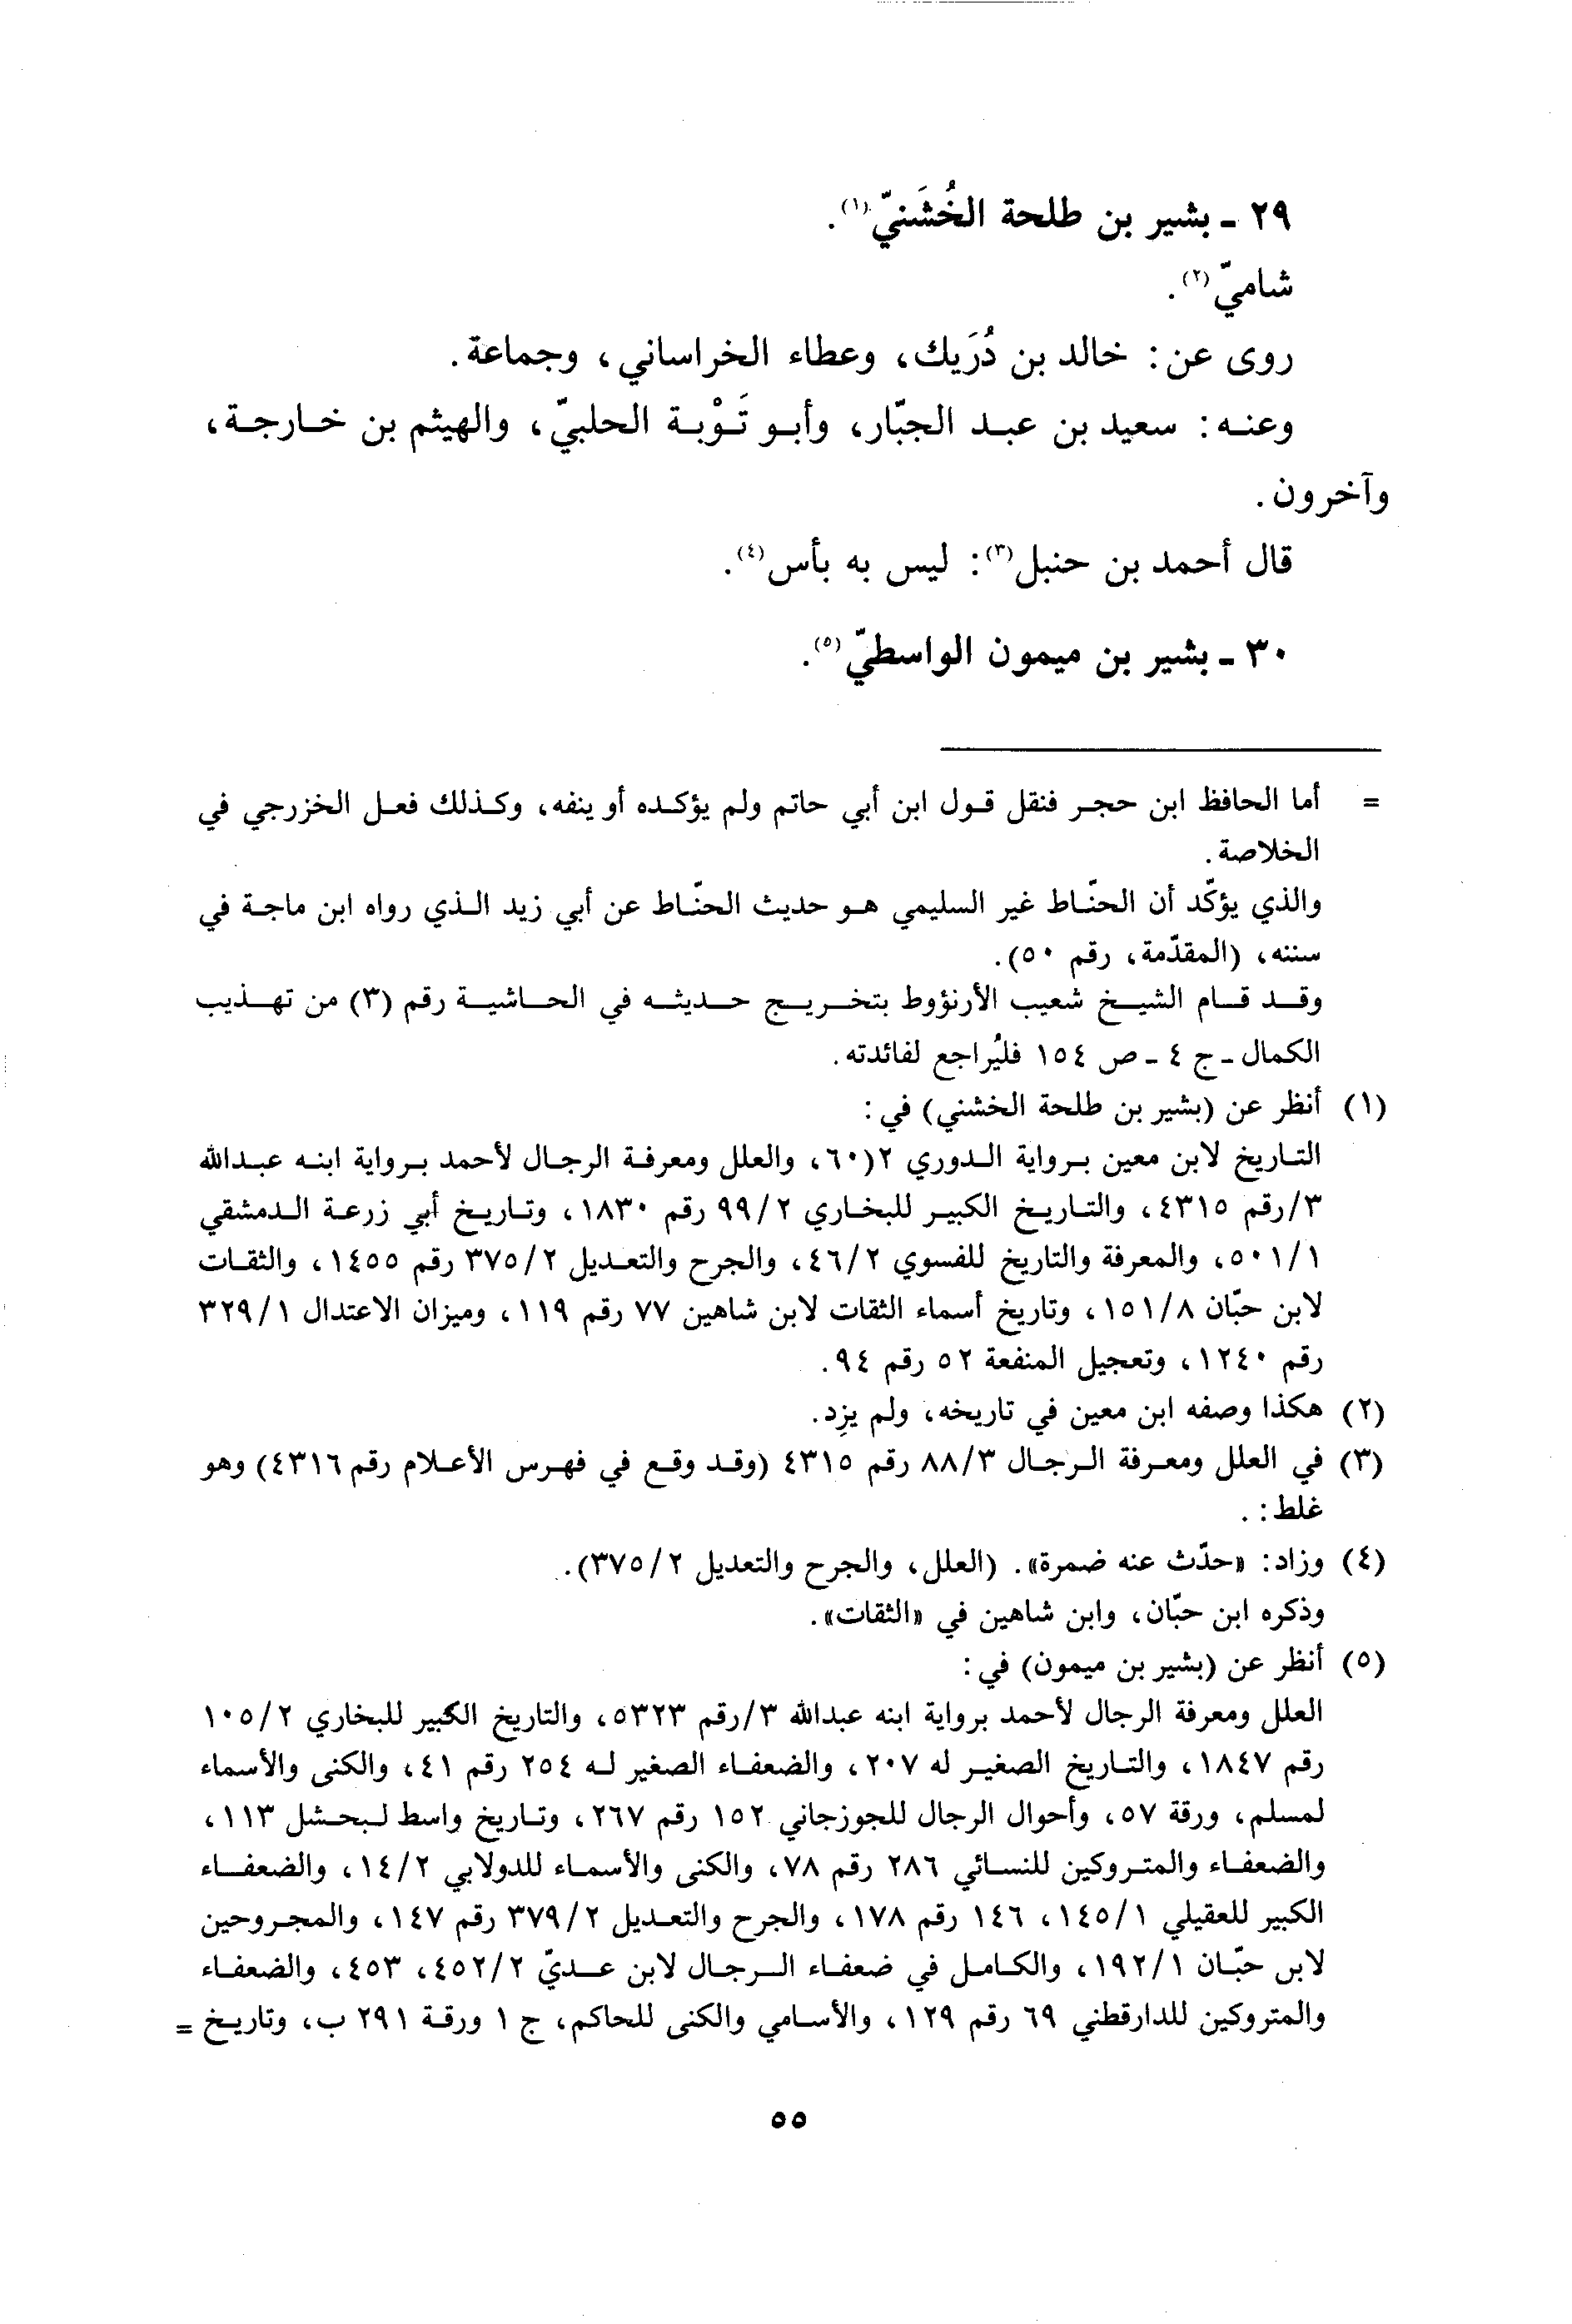 ٢٩ ـ بشير بن طلحة الخُشَنيّ(١).
شاميّ(٢).
روى عن: خالد بن دُرَيك، وعطاء الخراساني، وجماعة.
وعنه: سعيد بن عبد الجبّار، وأبو تَوْبة الحلبيّ، والهيثم بن خارجة،
وآخرون.
قال أحمد بن حنبل(٣): ليس به بأس(٤).
٣٠ ـ بشير بن ميمون الواسطيّ(٥).
= أما الحافظ ابن حجر فنقل قول ابن أبي حاتم ولم يؤكده أو ينفه، وكذلك فعل الخزرجي في
الخلاصة.
والذي يؤكّد أن الحنّاط غير السليمي هو حديث الحنّاط عن أبي زيد الذي رواه ابن ماجة في
سننه، (المقدّمة، رقم ٥٠).
وقد قام الشيخ شعيب الأرنؤوط بتخريج حديثه في الحاشية رقم (٣) من تهذيب
الكمال ـ ج ٤ ـ ص ١٥٤ فليُراجع لفائدته.
(١) أنظر عن (بشير بن طلحة الخشني) في:
التاريخ لابن معين برواية الدوري ٢(٦٠، والعلل ومعرفة الرجال لأحمد برواية ابنه عبدالله
٣/رقم ٤٣١٥، والتاريخ الكبير للبخاري ٩٩/٢ رقم ١٨٣٠، وتاريخ أبي زرعة الدمشقي
٥٠١/١، والمعرفة والتاريخ للفسوي ٤٦/٢، والجرح والتعديل ٣٧٥/٢ رقم ١٤٥٥، والثقات
لابن حبّان ١٥١/٨، وتاريخ أسماء الثقات لابن شاهين ٧٧ رقم ١١٩، وميزان الاعتدال ٣٢٩/١
رقم ١٢٤٠، وتعجيل المنفعة ٥٢ رقم ٩٤.
(٢) هكذا وصفه ابن معين في تاريخه، ولم يزِد.
(٣) في العلل ومعرفة الرجال ٨٨/٣ رقم ٤٣١٥ (وقد وقع في فهرس الأعلام رقم ٤٣١٦) وهو
غلط: .
(٤) وزاد: «حدّث عنه ضمرة». (العلل، والجرح والتعديل ٣٧٥/٢).
وذكره ابن حبّان، وابن شاهين في «الثقات».
(٥) أنظر عن (بشير بن ميمون) في:
العلل ومعرفة الرجال لأحمد برواية ابنه عبدالله ٣/رقم ٥٣٢٣، والتاريخ الكبير للبخاري ١٠٥/٢
رقم ١٨٤٧، والتاريخ الصغير له ٢٠٧، والضعفاء الصغير له ٢٥٤ رقم ٤١، والكنى والأسماء
لمسلم، ورقة ٥٧، وأحوال الرجال للجوزجاني ١٥٢ رقم ٢٦٧، وتاريخ واسط لبحشل ١١٣،
والضعفاء والمتروكين للنسائي ٢٨٦ رقم ٧٨، والكنى والأسماء للدولابي ١٤/٢، والضعفاء
الكبير للعقيلي ١٤٥/١، ١٤٦ رقم ١٧٨، والجرح والتعديل ٣٧٩/٢ رقم ١٤٧، والمجروحين
لابن حبّان ١٩٢/١، والكامل في ضعفاء الرجال لابن عديّ ٤٥٢/٢، ٤٥٣، والضعفاء
والمتروكين للدارقطني ٦٩ رقم ١٢٩، والأسامي والكنى للحاكم، ج ١ ورقة ٢٩١ ب، وتاريخ =
٥٥